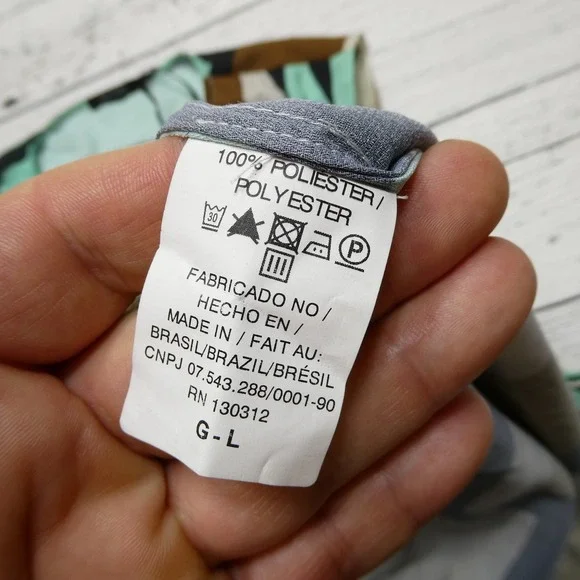 100% POLIESTER/
POLYESTER
30
P
FABRICADO NO/
HECHO EN/
MADE IN/FAIT AU:
BRASIL/BRAZIL/BRÉSIL
CNPJ 07.543.288/0001-90
RN 130312
G-L